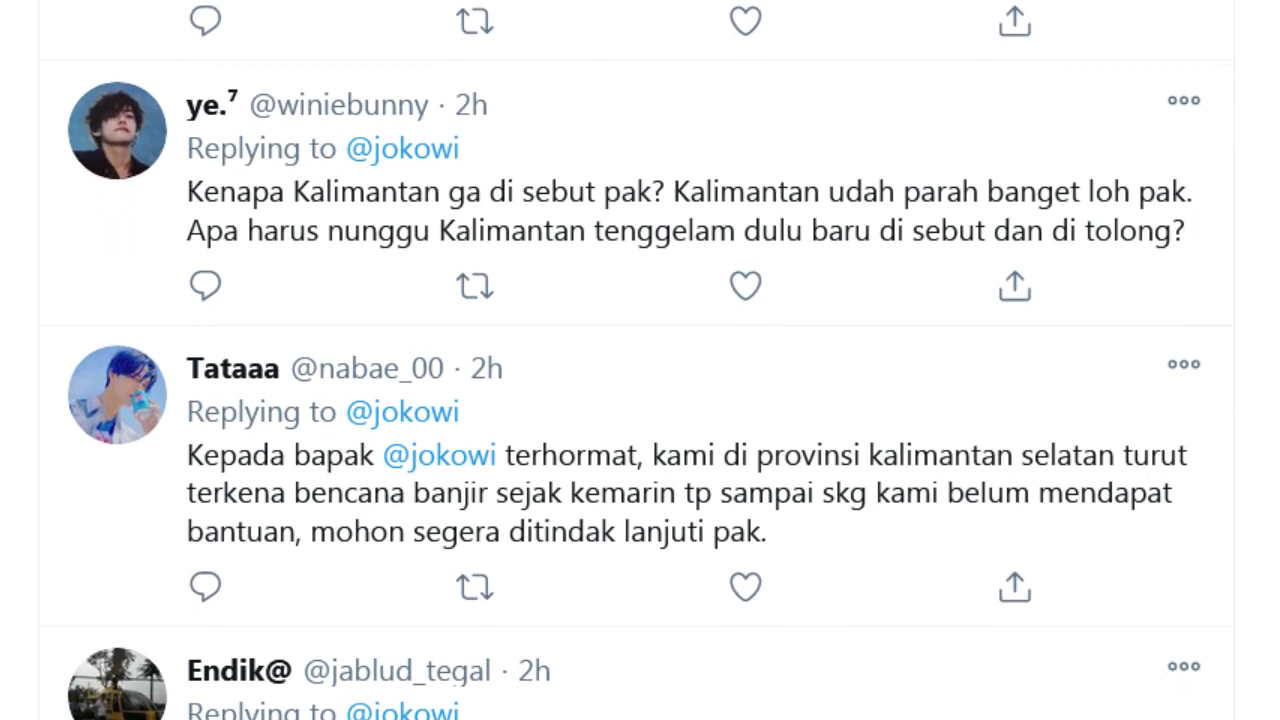 ye.⁷ @winiebunny · 2h
Replying to @jokowi
Kenapa Kalimantan ga di sebut pak? Kalimantan udah parah banget loh pak.
Apa harus nunggu Kalimantan tenggelam dulu baru di sebut dan di tolong?
Tataaa @nabae_00 · 2h
Replying to @jokowi
Kepada bapak @jokowi terhormat, kami di provinsi kalimantan selatan turut
terkena bencana banjir sejak kemarin tp sampai skg kami belum mendapat
bantuan, mohon segera ditindak lanjuti pak.
Endik@ @jablud_tegal · 2h
Replying to @jokowi